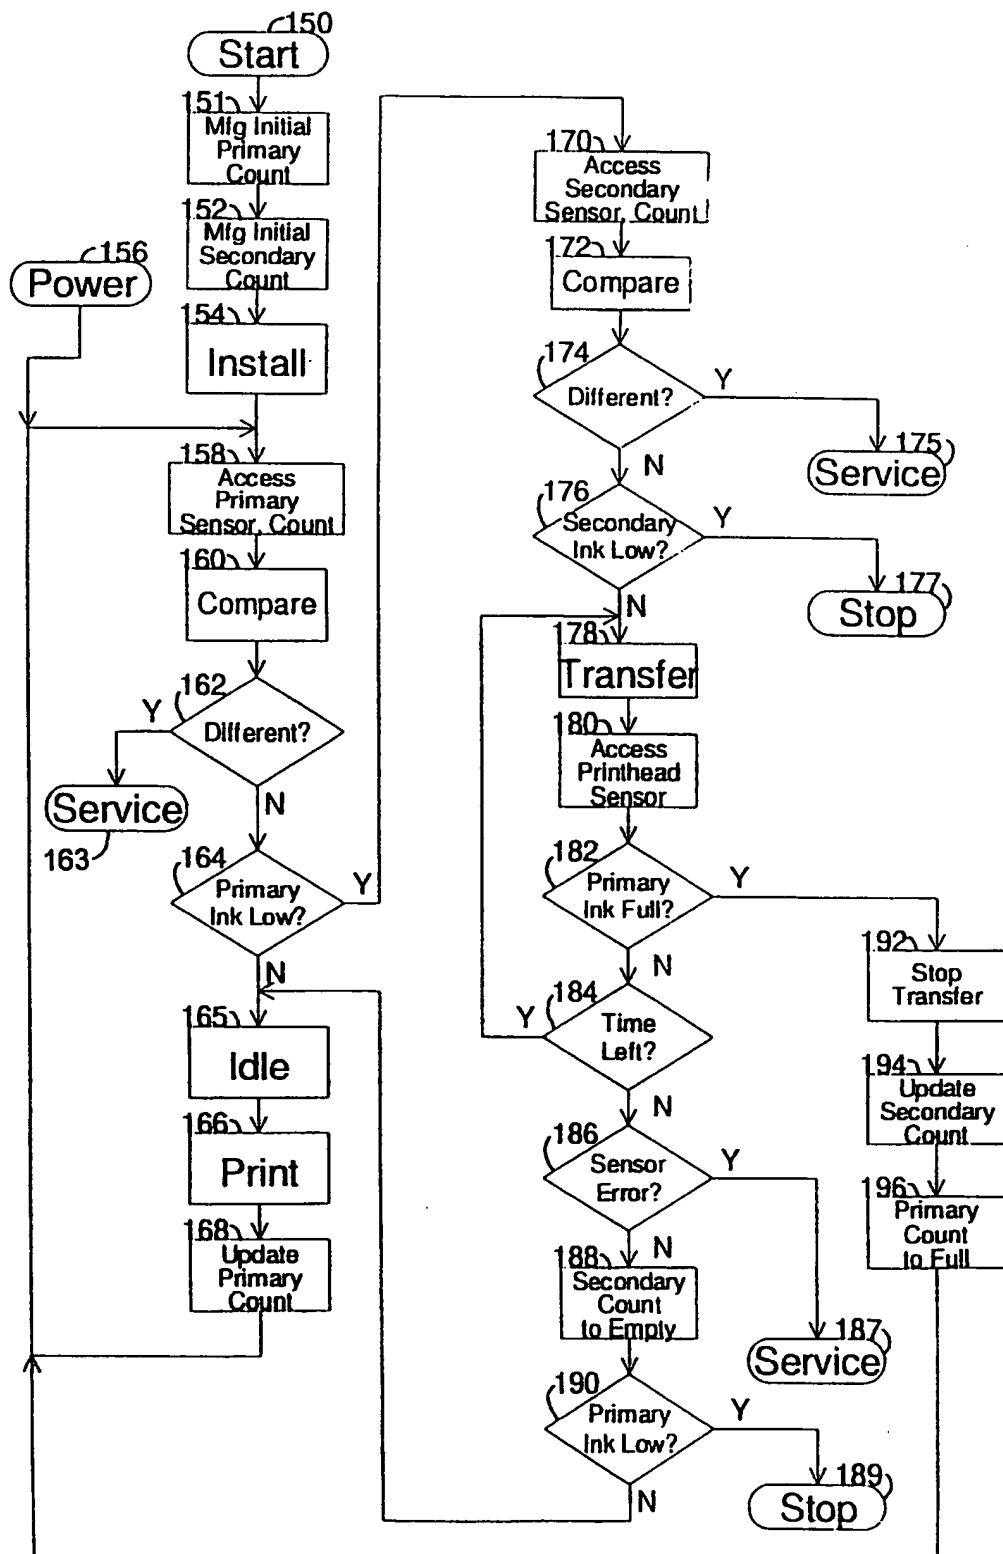 150
Start
151
Mfg Initial
Primary
Count
152
Mfg Initial
Secondary
Count
156
Power
154
Install
158
Access
Primary
Sensor, Count
160
Compare
162
Different?
Y
N
Service
163
164
Primary
Ink Low?
Y
N
165
Idle
166
Print
168
Update
Primary
Count
170
Access
Secondary
Sensor, Count
172
Compare
174
Different?
Y
N
175
Service
176
Secondary
Ink Low?
Y
N
177
Stop
178
Transfer
180
Access
Printhead
Sensor
182
Primary
Ink Full?
Y
N
184
Time
Left?
Y
N
186
Sensor
Error?
Y
N
187
Service
188
Secondary
Count
to Empty
190
Primary
Ink Low?
Y
N
189
Stop
192
Stop
Transfer
194
Update
Secondary
Count
196
Primary
Count
to Full